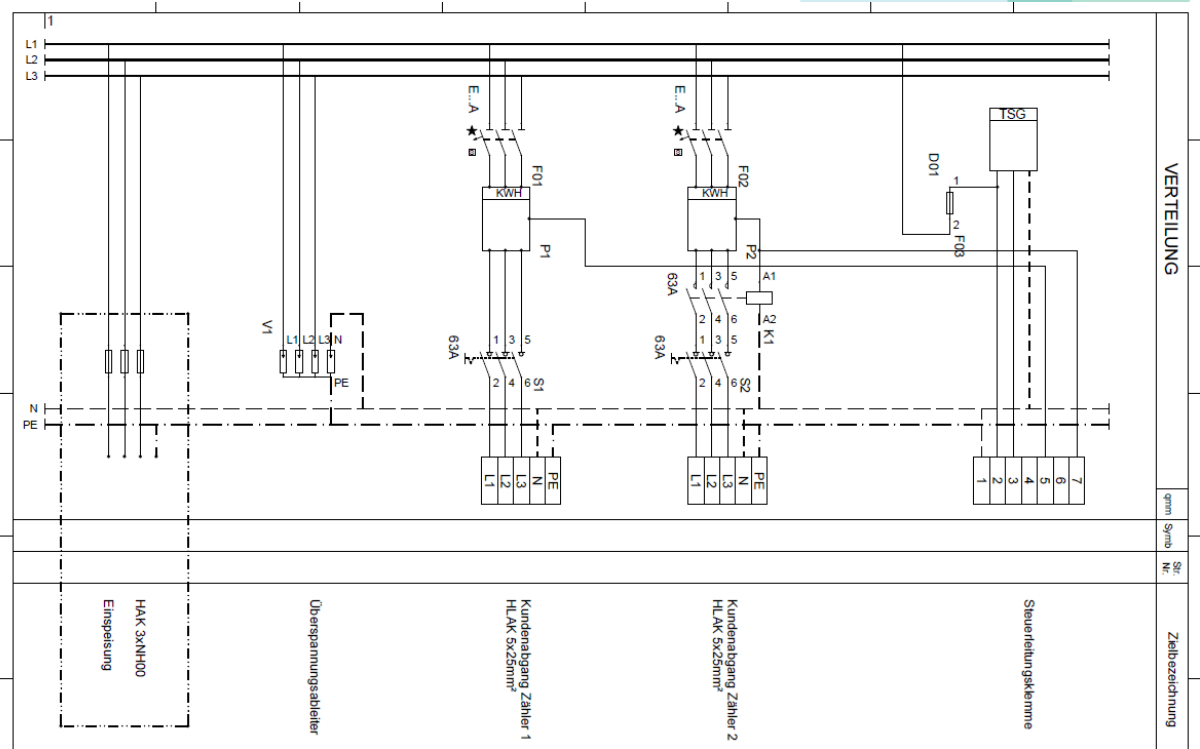 1
L1
L2
L3
E...A
E...A
TSG
VERTEILUNG
D01
1
2
F03
F01
F02
KWH
KWH
P1
P2
63A
1 3 5
A1
2 4 6
A2
K1
V1
L1 L2 L3 N
PE
63A
1 3 5
2 4 6
S1
63A
1 3 5
2 4 6
S2
N
PE
L1 L2 L3 N PE
L1 L2 L3 N PE
1 2 3 4 5 6 7
qmm
Symb
Str.
Nr.
HAK 3xNH00
Einspeisung
Überspannungsableiter
Kundenabgang Zähler 1
HLAK 5x25mm²
Kundenabgang Zähler 2
HLAK 5x25mm²
Steuerleitungsklemme
Zielbezeichnung